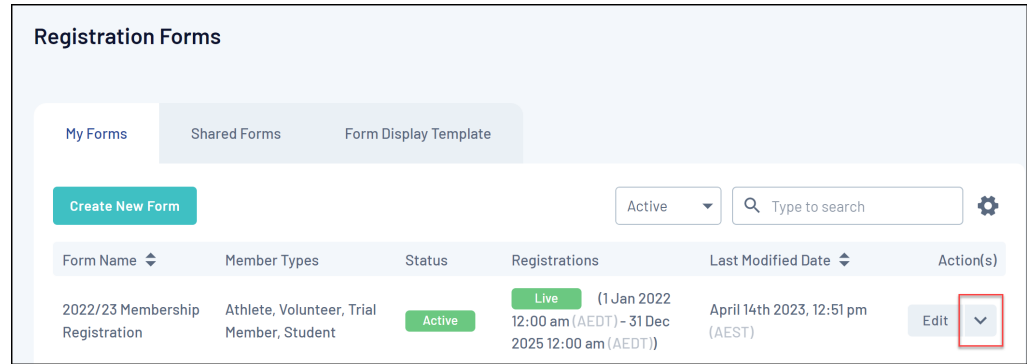 Registration Forms
My Forms Shared Forms Form Display Template
Create New Form Active Type to search
Form Name Member Types Status Registrations Last Modified Date Action(s)
2022/23 Membership
Registration
Athlete, Volunteer, Trial
Member, Student
Active
Live (1 Jan 2022
12:00 am (AEDT) - 31 Dec
2025 12:00 am (AEDT))
April 14th 2023, 12:51 pm
(AEST)
Edit